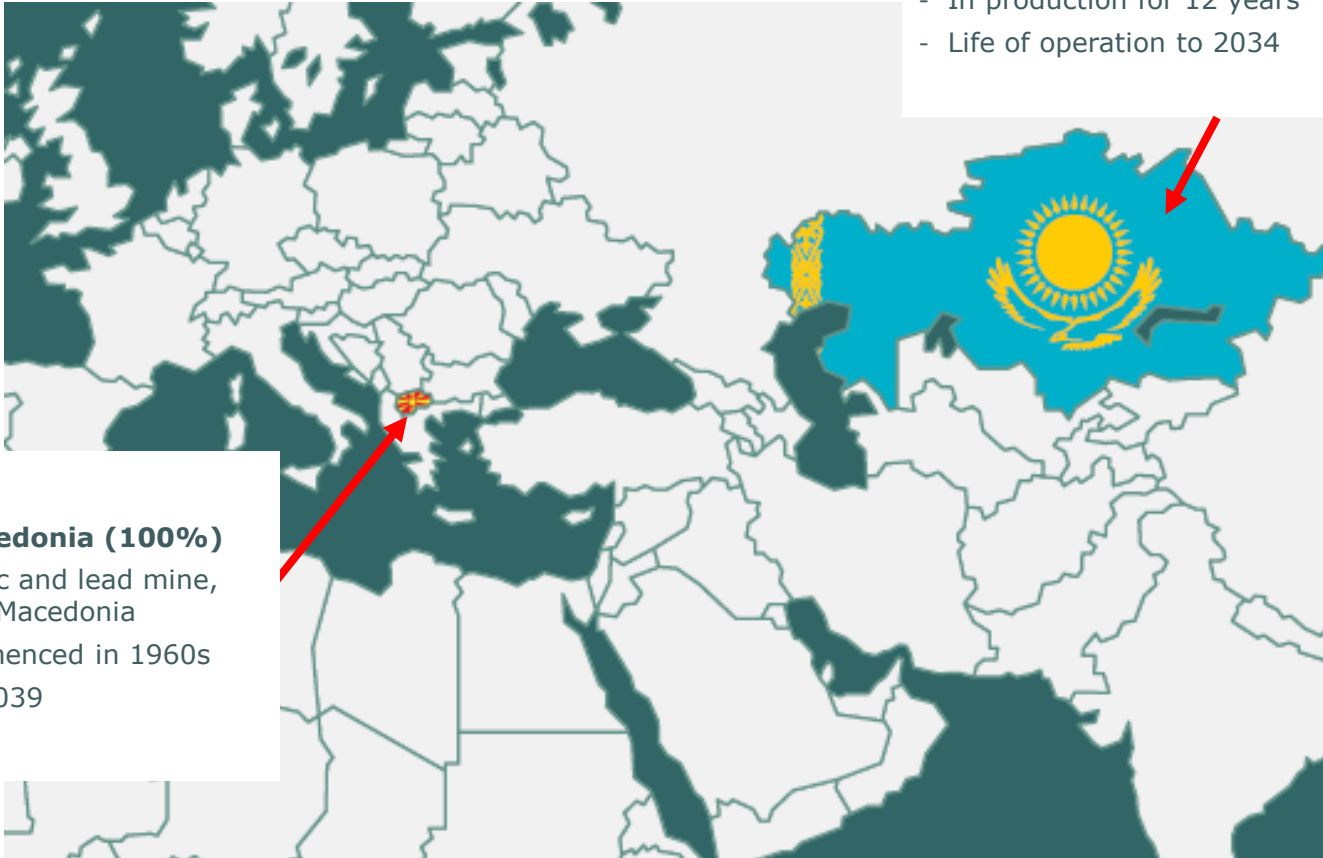 - In production for 12 years
- Life of operation to 2034
edonia (100%)
c and lead mine,
Macedonia
enced in 1960s
039